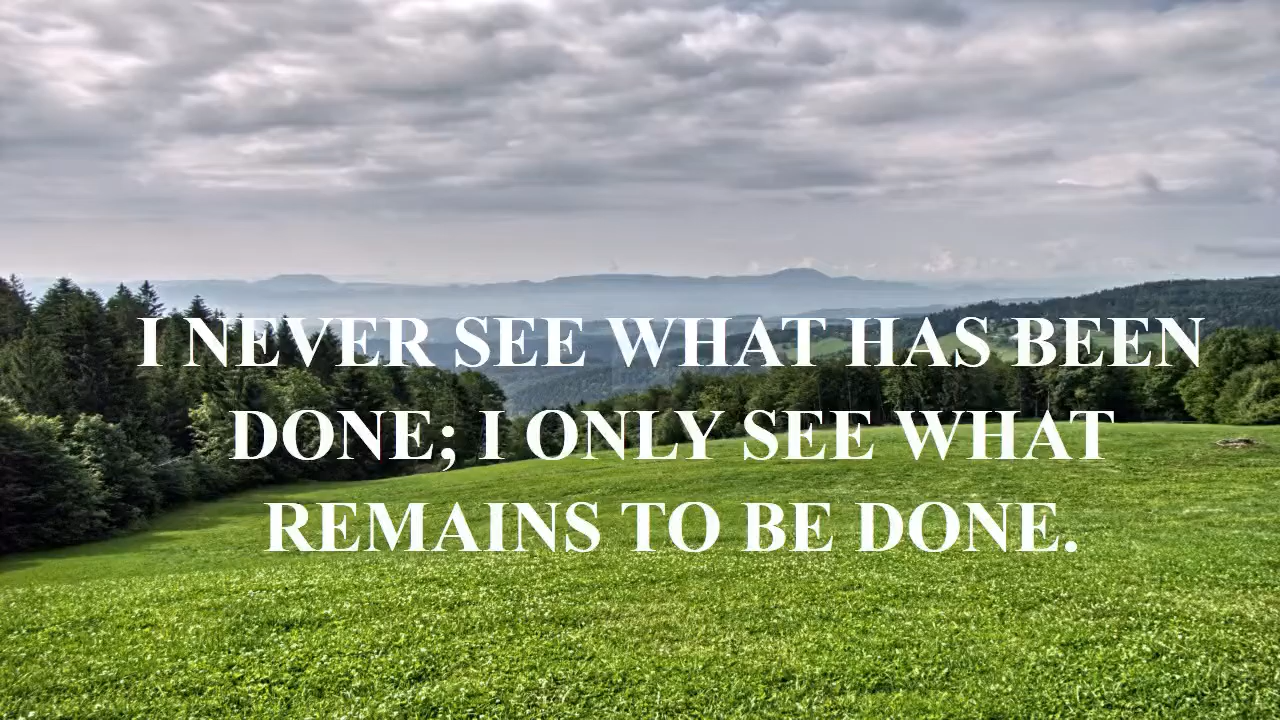 I NEVER SEE WHAT HAS BEEN
DONE; I ONLY SEE WHAT
REMAINS TO BE DONE.